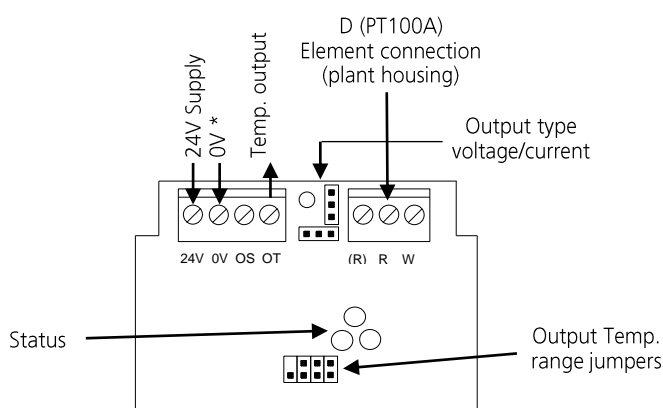 D (PT100A)
Element connection
(plant housing)
24V Supply
0V *
Temp. output
Output type
voltage/current
24V 0V OS OT
(R) R W
Status
Output Temp.
range jumpers